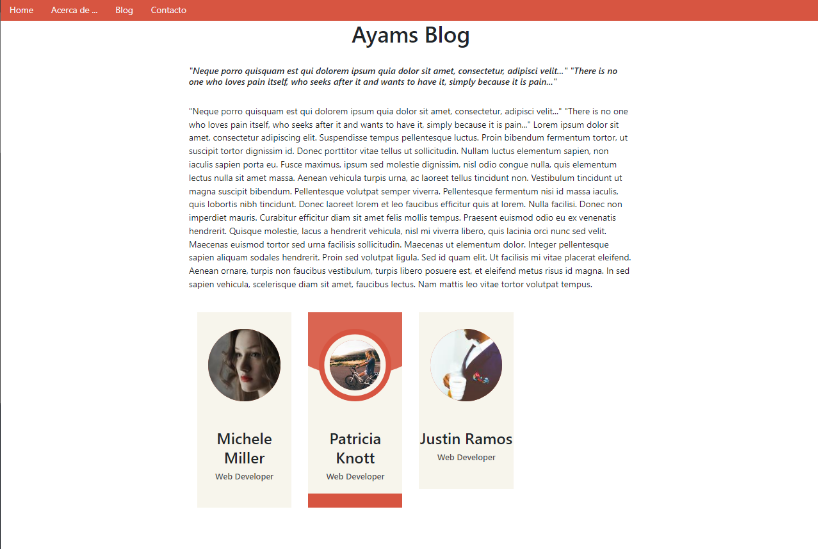 Home Acerca de ... Blog Contacto
Ayams Blog
"Neque porro quisquam est qui dolorem ipsum quia dolor sit amet, consectetur, adipisci velit..." "There is no
one who loves pain itself, who seeks after it and wants to have it, simply because it is pain..."
"Neque porro quisquam est qui dolorem ipsum quia dolor sit amet, consectetur, adipisci velit..." "There is no one
who loves pain itself, who seeks after it and wants to have it, simply because it is pain..." Lorem ipsum dolor sit
amet, consectetur adipiscing elit. Suspendisse tempus pellentesque luctus. Proin bibendum fermentum tortor, ut
suscipit tortor dignissim id. Donec porttitor vitae tellus ut sollicitudin. Nullam luctus elementum sapien, non
iaculis sapien porta eu. Fusce maximus, ipsum sed molestie dignissim, nisl odio congue nulla, quis elementum
lectus nulla sit amet massa. Aenean vehicula turpis urna, ac laoreet tellus tincidunt non. Vestibulum tincidunt ut
magna suscipit bibendum. Pellentesque volutpat semper viverra. Pellentesque fermentum nisi id massa iaculis,
quis lobortis nibh tincidunt. Donec laoreet lorem et leo faucibus efficitur quis at lorem. Nulla facilisi. Donec non
imperdiet mauris. Curabitur efficitur diam sit amet felis mollis tempus. Praesent euismod odio eu ex venenatis
hendrerit. Quisque molestie, lacus a hendrerit vehicula, nisl mi viverra libero, quis lacinia orci nunc sed velit.
Maecenas euismod tortor sed urna facilisis sollicitudin. Maecenas ut elementum dolor. Integer pellentesque
sapien aliquam sodales hendrerit. Proin sed volutpat ligula. Sed id quam elit. Ut facilisis mi vitae placerat eleifend.
Aenean ornare, turpis non faucibus vestibulum, turpis libero posuere est, et eleifend metus risus id magna. In sed
sapien vehicula, scelerisque diam sit amet, faucibus lectus. Nam mattis leo vitae tortor volutpat tempus.
Michele
Miller
Web Developer
Patricia
Knott
Web Developer
Justin Ramos
Web Developer